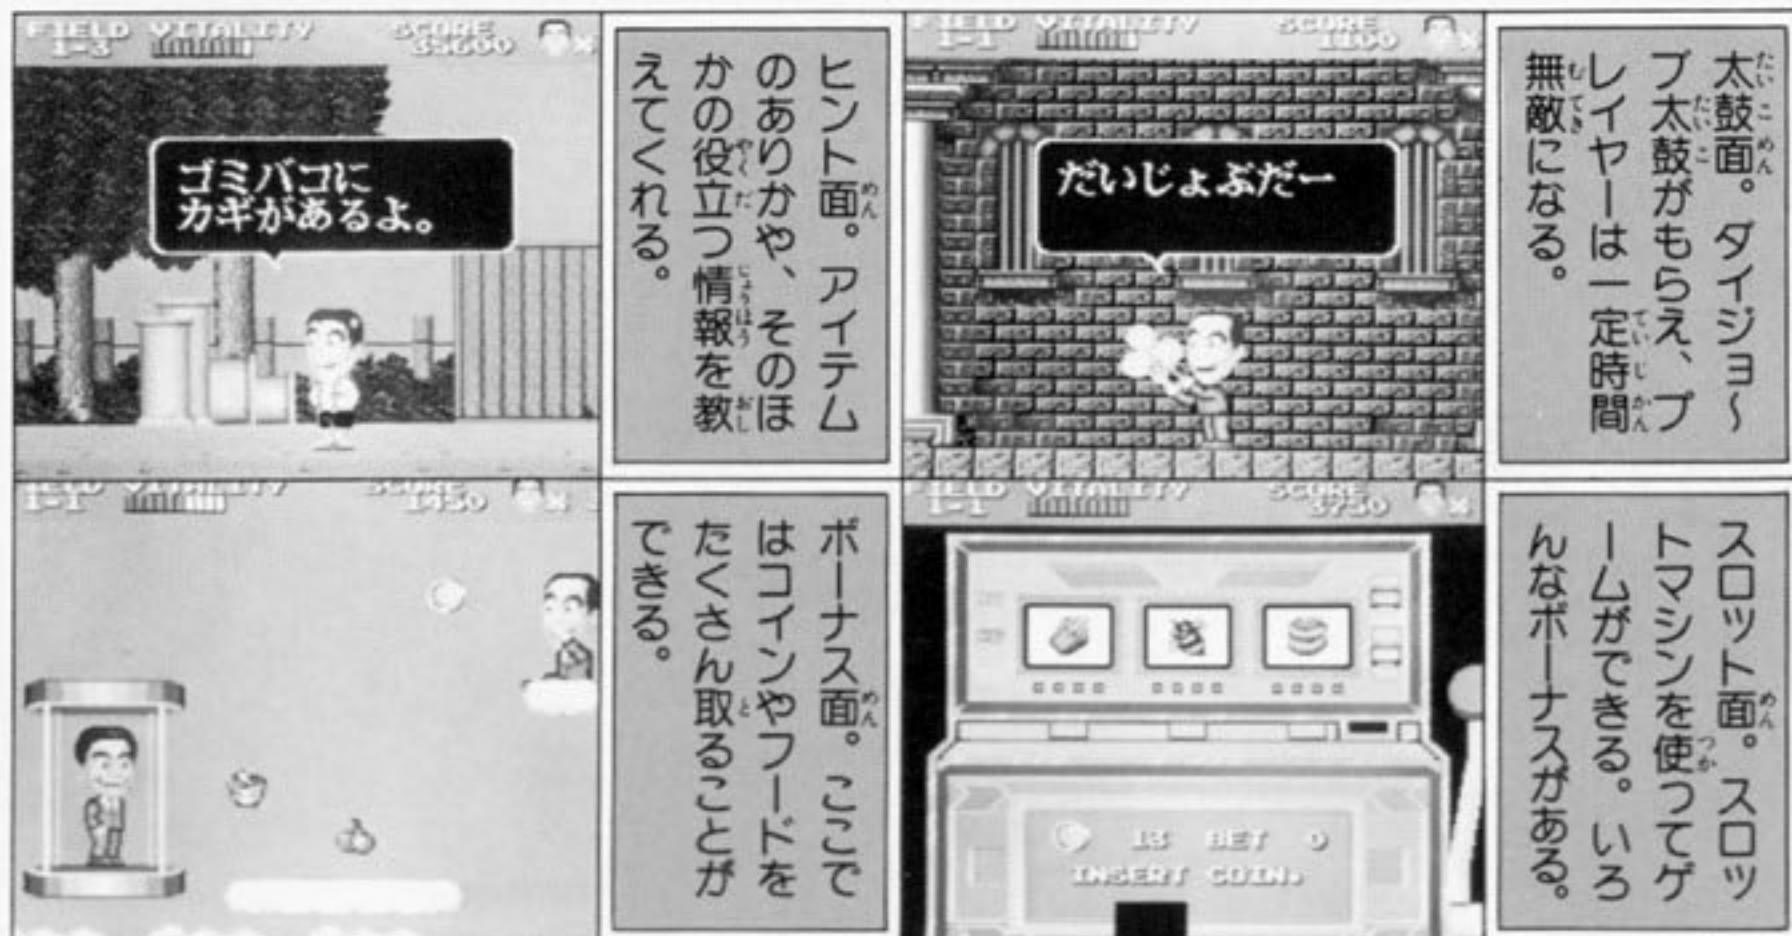 太鼓面。ダイジョ〜
ブ太鼓がもらえ、プ
レイヤーは一定時間
無敵になる。
FIELD VITALITY SCORE
1-1 1100
だいじょぶだー
ヒント面。アイテム
のありかや、そのほ
かの役立つ情報を教
えてくれる。
FIELD VITALITY SCORE
1-3 35600
ゴミバコに
カギがあるよ。
スロット面。スロッ
トマシンを使ってゲ
ームができる。いろ
んなボーナスがある。
FIELD VITALITY SCORE
1-1 3750
13 BET 0
INSERT COIN.
ボーナス面。ここで
はコインやフードを
たくさん取ることが
できる。
FIELD VITALITY SCORE
1-1 1450